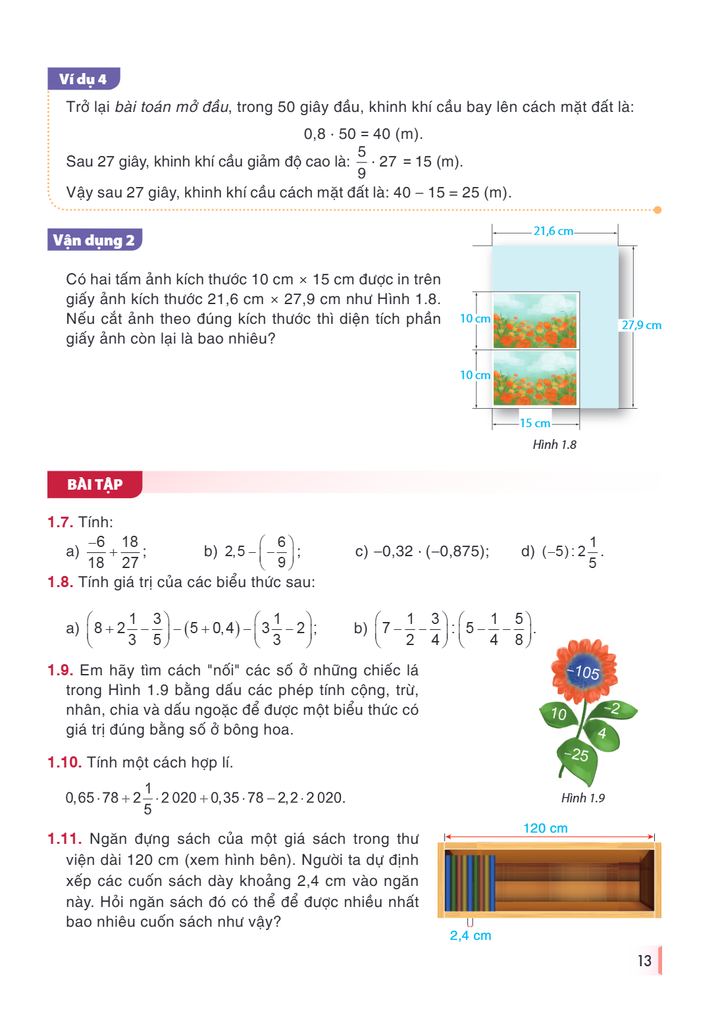 Ví dụ 4
Trở lại bài toán mở đầu, trong 50 giây đầu, khinh khí cầu bay lên cách mặt đất là:
0,8 · 50 = 40 (m).
Sau 27 giây, khinh khí cầu giảm độ cao là: 5/9 · 27 = 15 (m).
Vậy sau 27 giây, khinh khí cầu cách mặt đất là: 40 – 15 = 25 (m).
Vận dụng 2
Có hai tấm ảnh kích thước 10 cm × 15 cm được in trên
giấy ảnh kích thước 21,6 cm × 27,9 cm như Hình 1.8.
Nếu cắt ảnh theo đúng kích thước thì diện tích phần
giấy ảnh còn lại là bao nhiêu?
21,6 cm
10 cm
27,9 cm
10 cm
15 cm
Hình 1.8
BÀI TẬP
1.7. Tính:
a) −6/18 + 18/27; b) 2,5 − (−6/9); c) −0,32 · (−0,875); d) (−5) : 2 1/5.
1.8. Tính giá trị của các biểu thức sau:
a) (8 + 2 1/3 − 3/5) − (5 + 0,4) − (3 1/3 − 2); b) (7 − 1/2 − 3/4) : (5 − 1/4 − 5/8).
1.9. Em hãy tìm cách "nối" các số ở những chiếc lá
trong Hình 1.9 bằng dấu các phép tính cộng, trừ,
nhân, chia và dấu ngoặc để được một biểu thức có
giá trị đúng bằng số ở bông hoa.
−105
10
−2
4
−25
Hình 1.9
1.10. Tính một cách hợp lí.
0,65 · 78 + 2 1/5 · 2 020 + 0,35 · 78 − 2,2 · 2 020.
1.11. Ngăn đựng sách của một giá sách trong thư
viện dài 120 cm (xem hình bên). Người ta dự định
xếp các cuốn sách dày khoảng 2,4 cm vào ngăn
này. Hỏi ngăn sách đó có thể để được nhiều nhất
bao nhiêu cuốn sách như vậy?
120 cm
2,4 cm
13